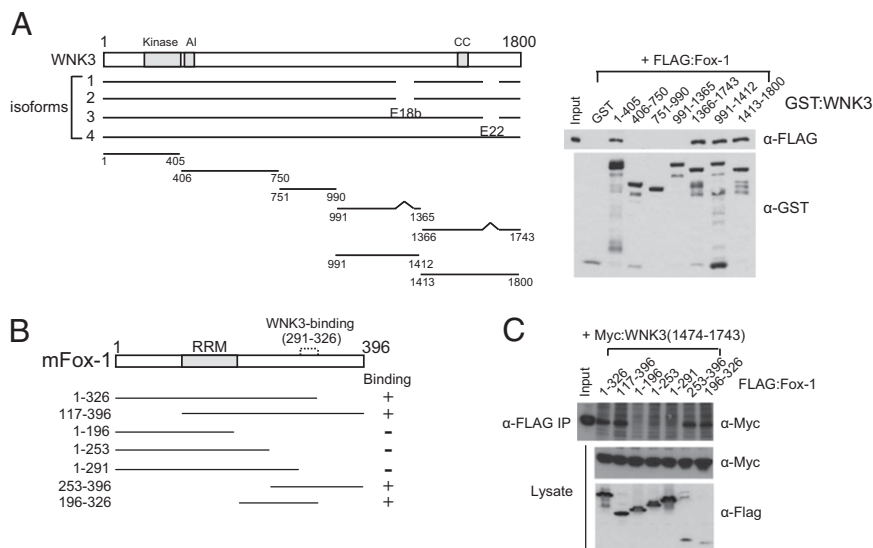 A
1
1800
Kinase
AI
CC
WNK3
isoforms
1
2
3
4
E18b
E22
1
405
406
750
751
990
991
1365
1366
1743
991
1412
1413
1800
+ FLAG:Fox-1
Input
GST
1-405
406-750
751-990
991-1365
1366-1743
991-1412
1413-1800
GST:WNK3
α-FLAG
α-GST
B
WNK3-binding
(291-326)
1
396
RRM
mFox-1
Binding
1-326 +
117-396 +
1-196 -
1-253 -
1-291 -
253-396 +
196-326 +
C
+ Myc:WNK3(1474-1743)
Input
1-326
117-396
1-196
1-253
1-291
253-396
196-326
FLAG:Fox-1
α-FLAG IP
α-Myc
α-Myc
Lysate
α-Flag